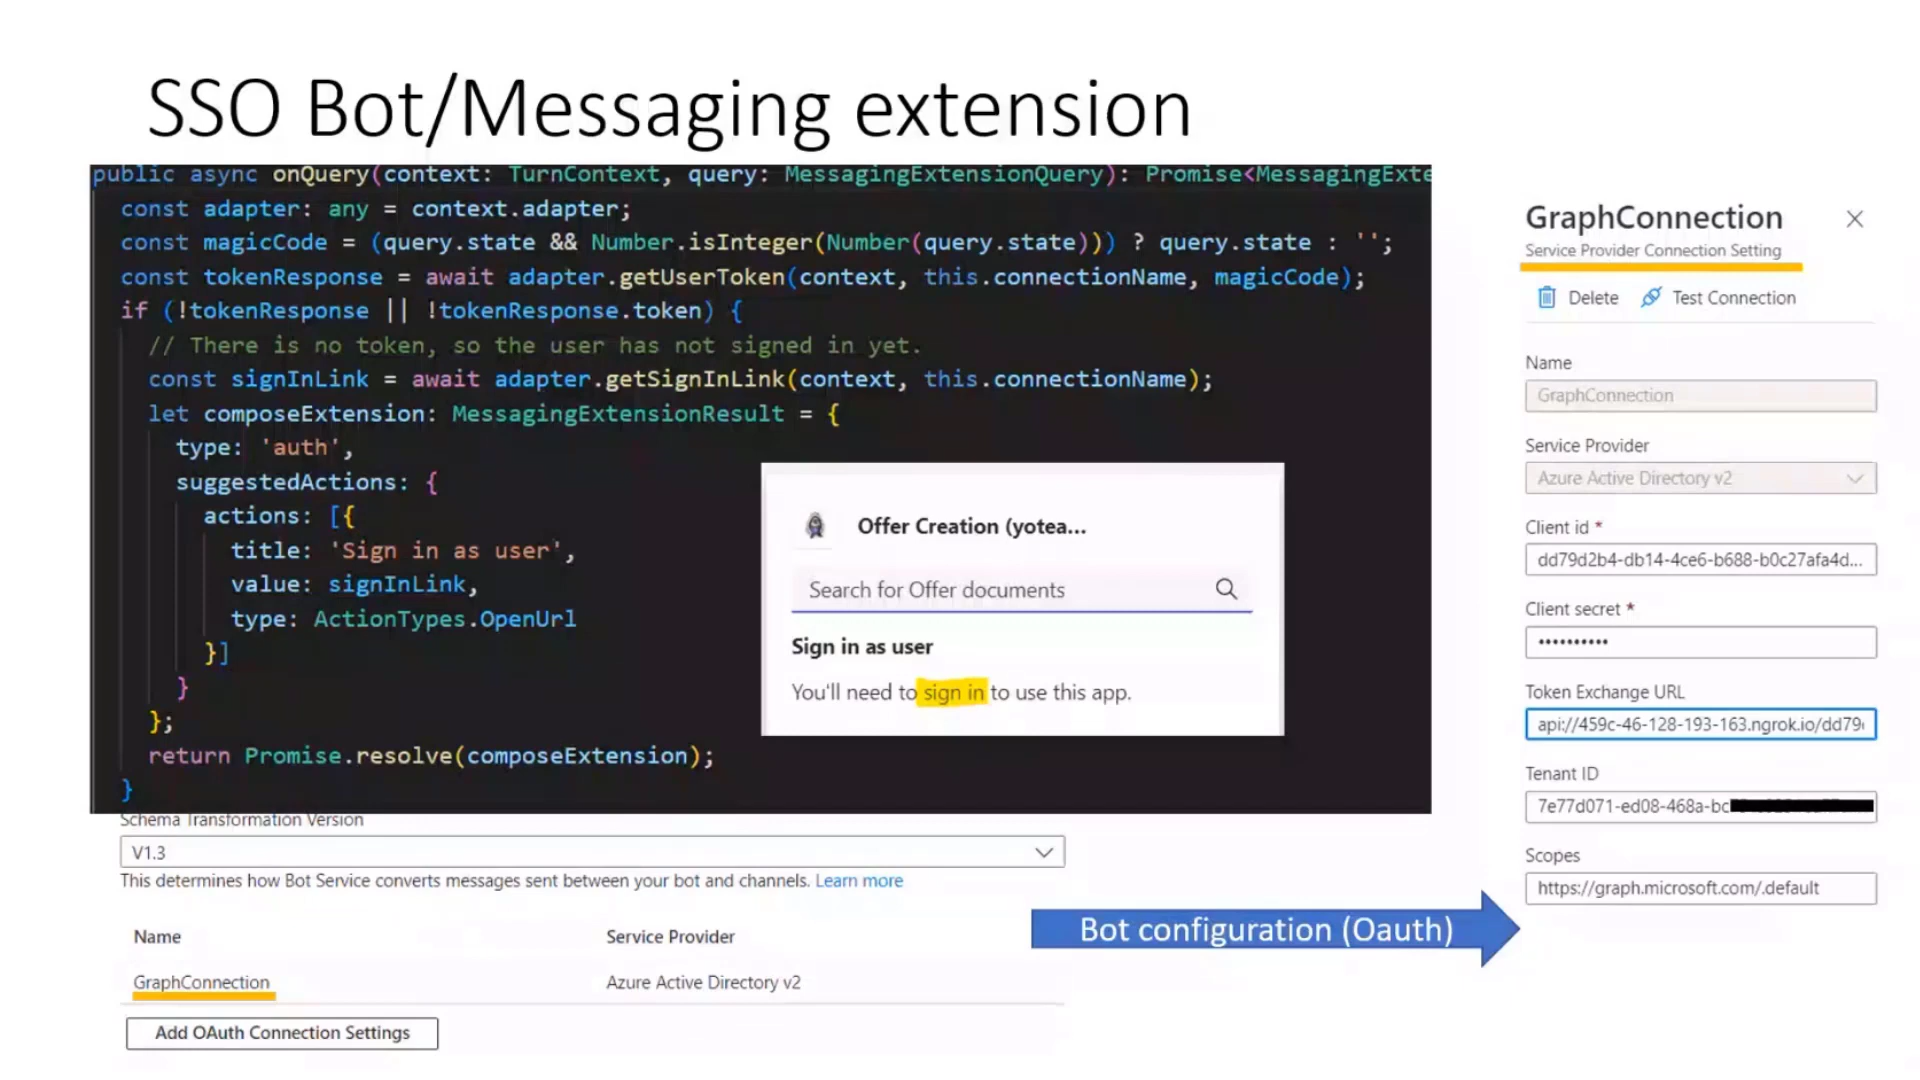 SSO Bot/Messaging extension
public async onQuery(context: TurnContext, query: MessagingExtensionQuery): Promise<MessagingExte
const adapter: any = context.adapter;
const magicCode = (query.state && Number.isInteger(Number(query.state))) ? query.state : '';
const tokenResponse = await adapter.getUserToken(context, this.connectionName, magicCode);
if (!tokenResponse || !tokenResponse.token) {
// There is no token, so the user has not signed in yet.
const signInLink = await adapter.getSignInLink(context, this.connectionName);
let composeExtension: MessagingExtensionResult = {
type: 'auth',
suggestedActions: {
actions: [{
title: 'Sign in as user',
value: signInLink,
type: ActionTypes.OpenUrl
}]
}
};
return Promise.resolve(composeExtension);
}
Offer Creation (yotea...
Search for Offer documents
Sign in as user
You'll need to sign in to use this app.
Schema Transformation Version
V1.3
This determines how Bot Service converts messages sent between your bot and channels. Learn more
Name Service Provider
GraphConnection Azure Active Directory v2
Add OAuth Connection Settings
Bot configuration (Oauth)
GraphConnection
Service Provider Connection Setting
Delete Test Connection
Name
GraphConnection
Service Provider
Azure Active Directory v2
Client id *
dd79d2b4-db14-4ce6-b688-b0c27afa4d...
Client secret *
••••••••••
Token Exchange URL
api://459c-46-128-193-163.ngrok.io/dd79
Tenant ID
7e77d071-ed08-468a-bc
Scopes
https://graph.microsoft.com/.default